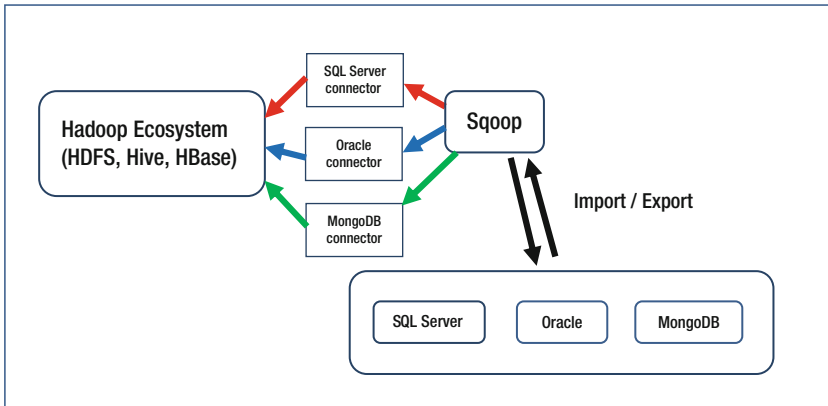 SQL Server
connector
Hadoop Ecosystem
(HDFS, Hive, HBase)
Oracle
connector
Sqoop
MongoDB
connector
Import / Export
SQL Server
Oracle
MongoDB